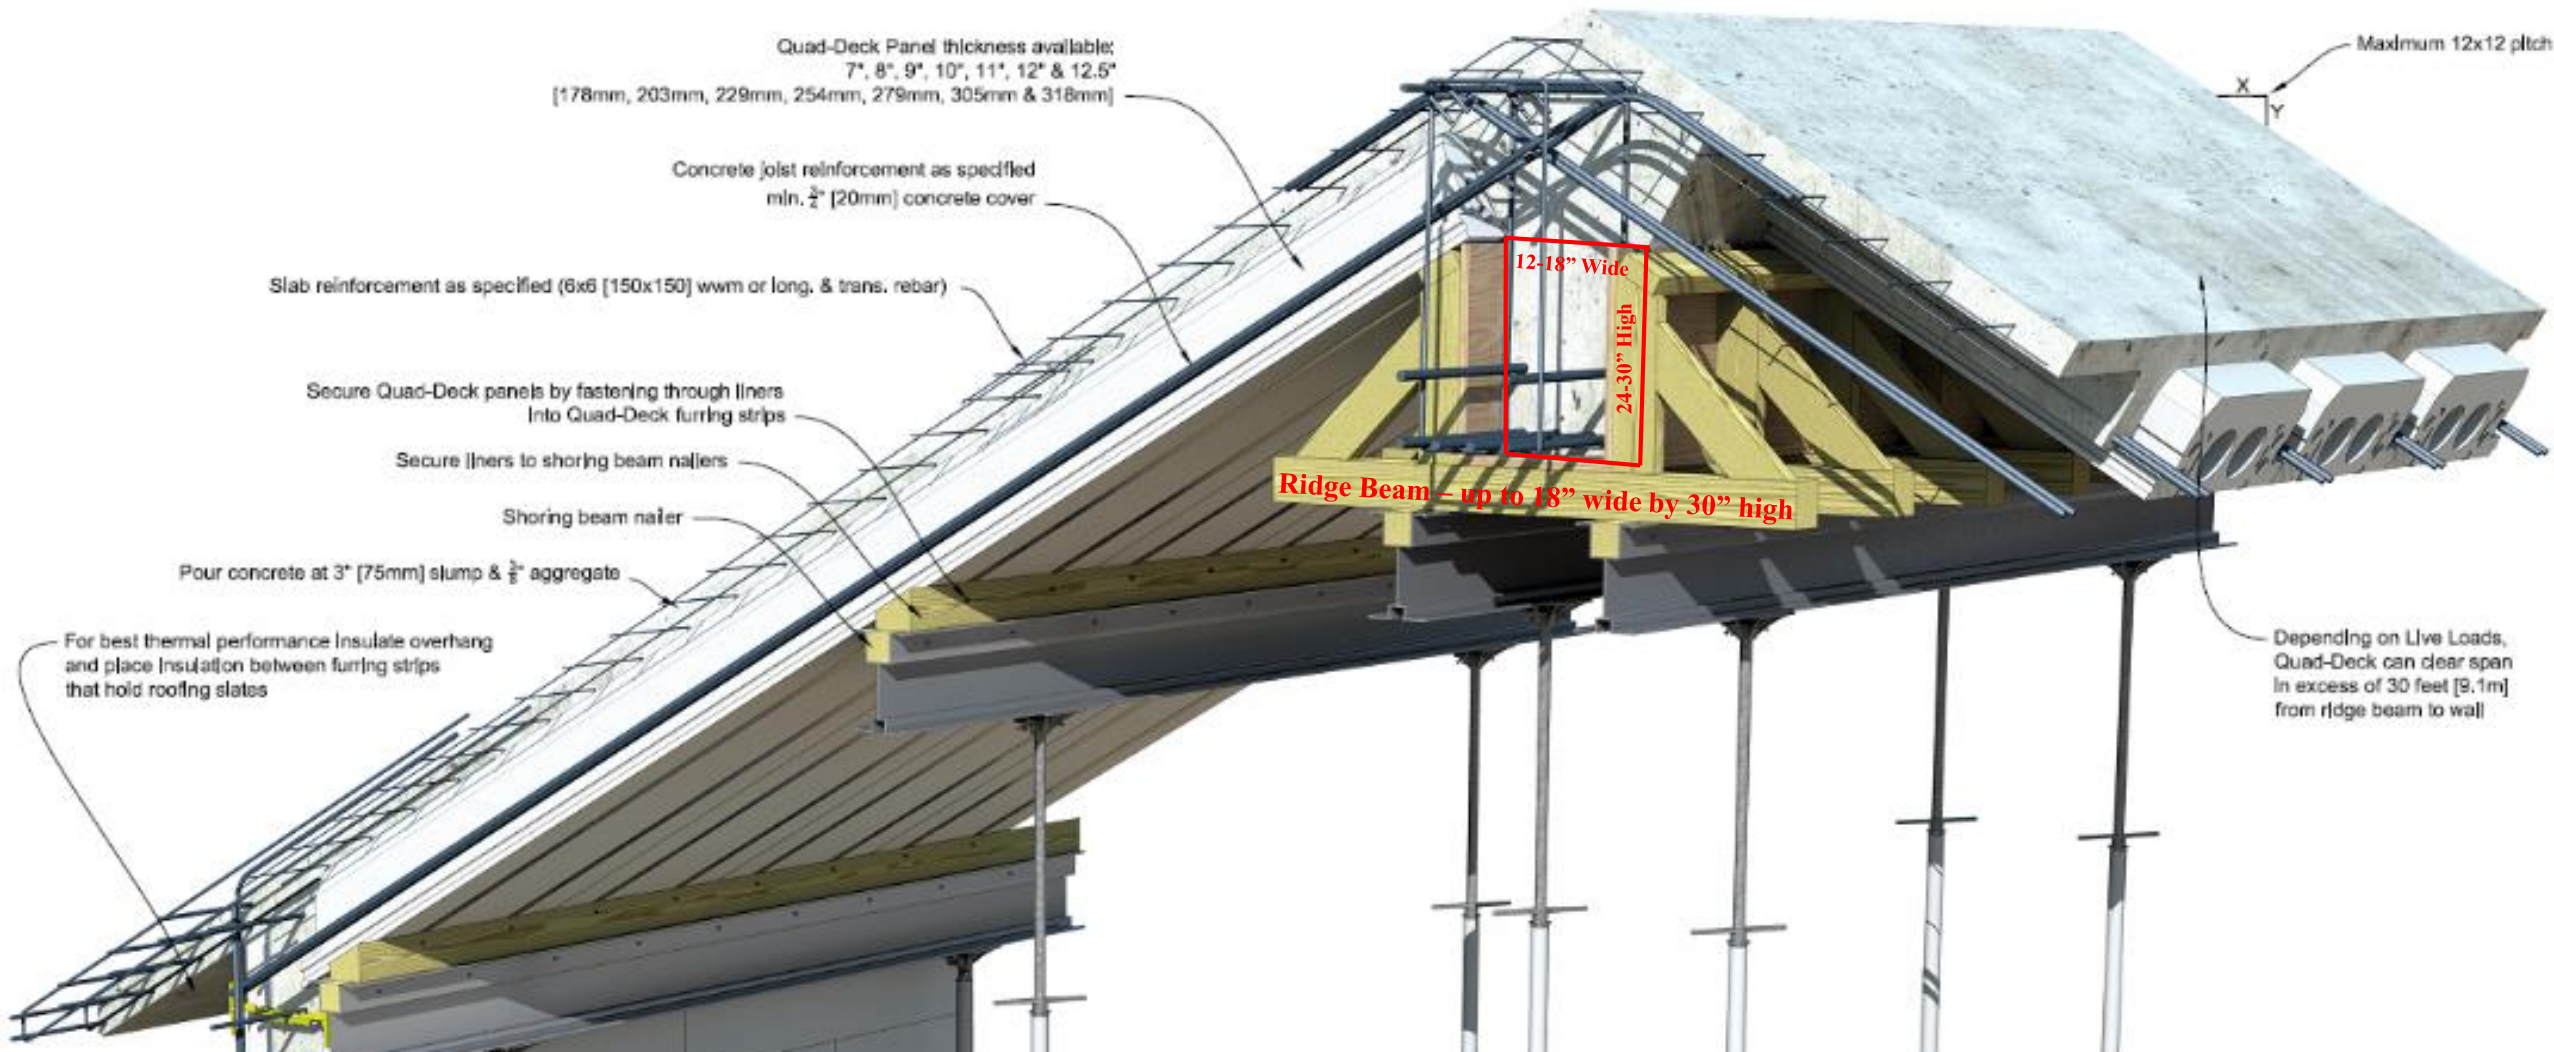 Quad-Deck Panel thickness available:
7", 8", 9", 10", 11", 12" & 12.5"
[178mm, 203mm, 229mm, 254mm, 279mm, 305mm & 318mm]
Concrete joist reinforcement as specified
min. ¾" [20mm] concrete cover
Slab reinforcement as specified (6x6 [150x150] wwm or long. & trans. rebar)
Secure Quad-Deck panels by fastening through liners
into Quad-Deck furring strips
Secure liners to shoring beam nailers
Shoring beam nailer
Pour concrete at 3" [75mm] slump & ⅜" aggregate
For best thermal performance insulate overhang
and place insulation between furring strips
that hold roofing slates
12-18” Wide
24-30” High
Ridge Beam – up to 18” wide by 30” high
Maximum 12x12 pitch
X
Y
Depending on Live Loads,
Quad-Deck can clear span
in excess of 30 feet [9.1m]
from ridge beam to wall